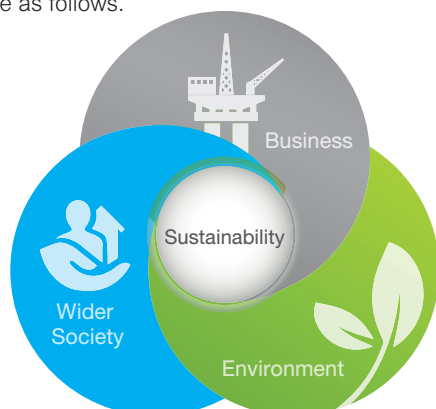 e as follows.
Business
Sustainability
Wider
Society
Environment